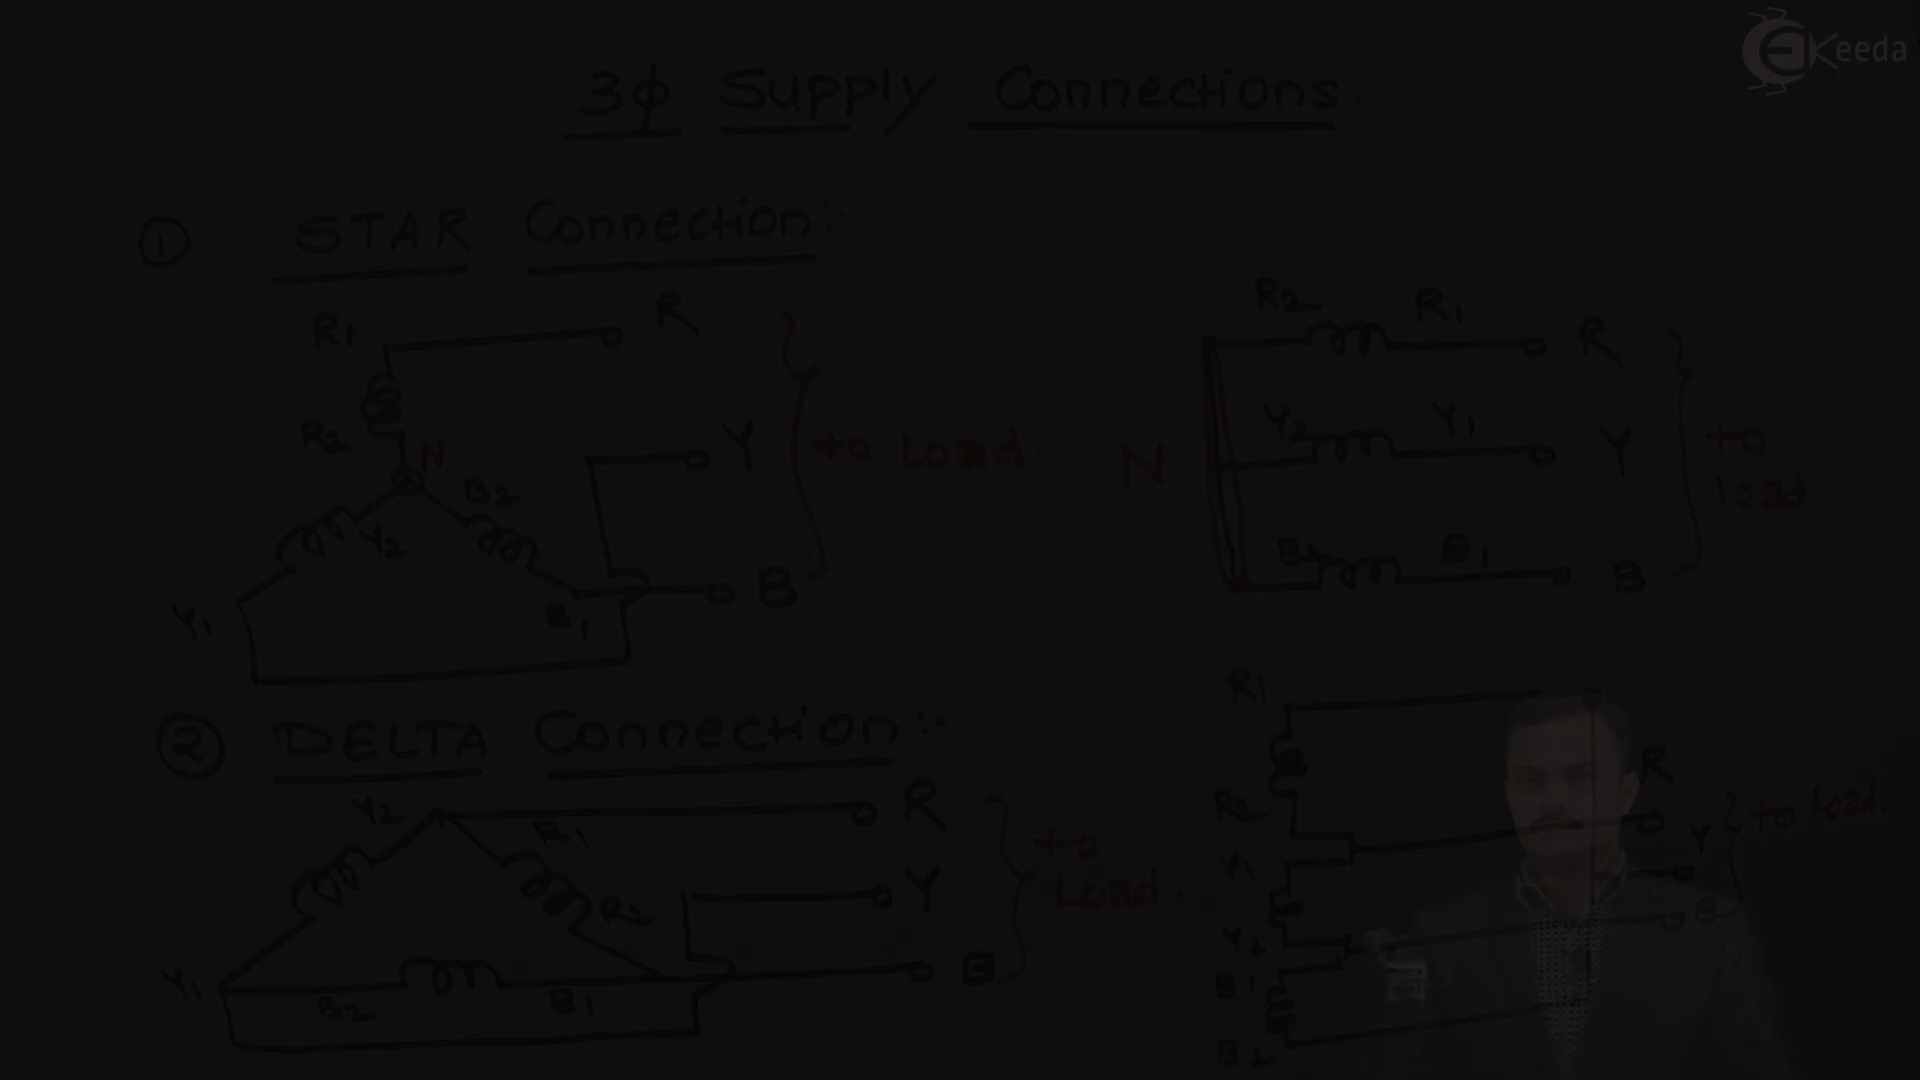 EKeeda
3ϕ Supply Connections
① STAR Connection:
R1 R
R2 N
B2 Y
Y2 to Load.
Y1 B1 B
R2 R1 R
Y2 Y1 Y
N to
load
B2 B1 B
② DELTA Connection:-
Y2 R1 R
R2 Y
Y1 B2 B1 B
to
Load.
R1
R2 R
Y1 Y to Load.
Y2 B
B1
B2